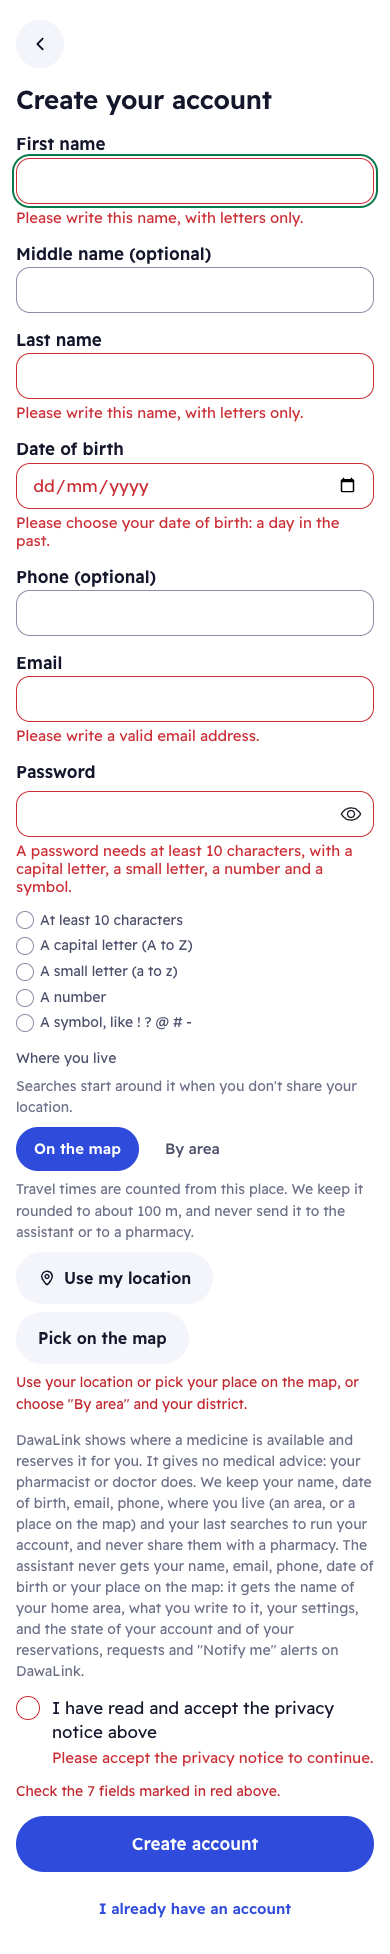 Create your account
First name
Please write this name, with letters only.
Middle name (optional)
Last name
Please write this name, with letters only.
Date of birth
dd/mm/yyyy
Please choose your date of birth: a day in the
past.
Phone (optional)
Email
Please write a valid email address.
Password
A password needs at least 10 characters, with a
capital letter, a small letter, a number and a
symbol.
At least 10 characters
A capital letter (A to Z)
A small letter (a to z)
A number
A symbol, like ! ? @ # -
Where you live
Searches start around it when you don't share your
location.
On the map By area
Travel times are counted from this place. We keep it
rounded to about 100 m, and never send it to the
assistant or to a pharmacy.
Use my location
Pick on the map
Use your location or pick your place on the map, or
choose "By area" and your district.
DawaLink shows where a medicine is available and
reserves it for you. It gives no medical advice: your
pharmacist or doctor does. We keep your name, date
of birth, email, phone, where you live (an area, or a
place on the map) and your last searches to run your
account, and never share them with a pharmacy. The
assistant never gets your name, email, phone, date of
birth or your place on the map: it gets the name of
your home area, what you write to it, your settings,
and the state of your account and of your
reservations, requests and "Notify me" alerts on
DawaLink.
I have read and accept the privacy
notice above
Please accept the privacy notice to continue.
Check the 7 fields marked in red above.
Create account
I already have an account